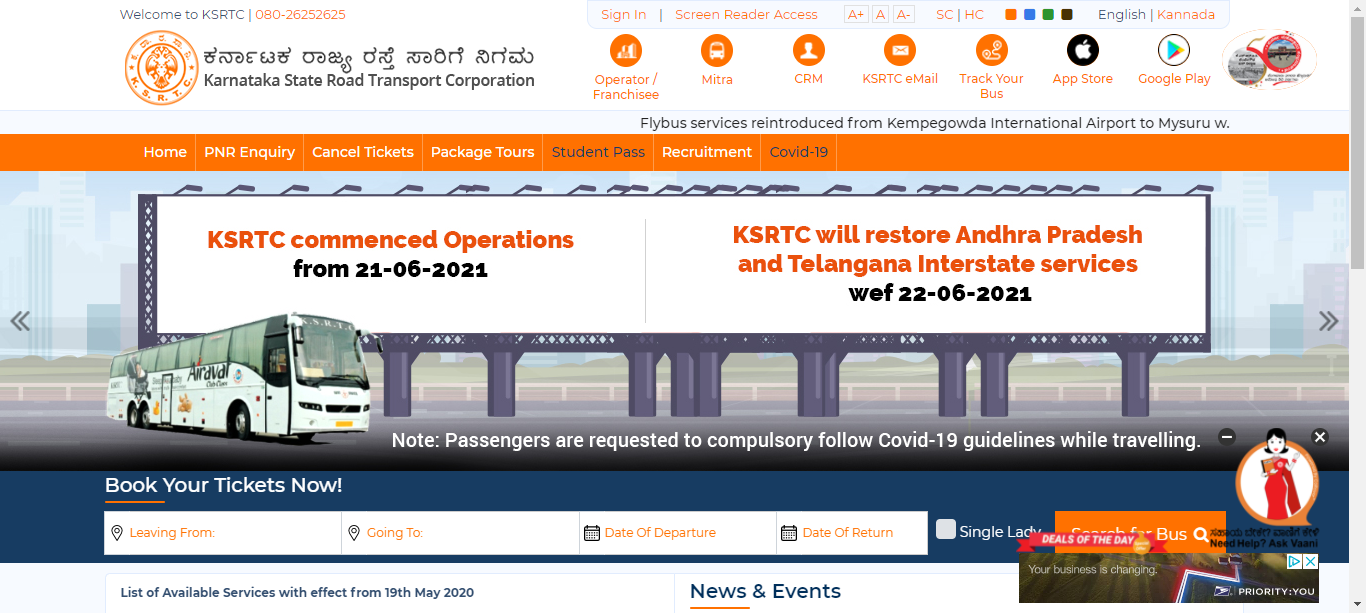 Welcome to KSRTC | 080-26252625
Sign In | Screen Reader Access A+ A A- SC | HC English | Kannada
ಕರ್ನಾಟಕ ರಾಜ್ಯ ರಸ್ತೆ ಸಾರಿಗೆ ನಿಗಮ
Karnataka State Road Transport Corporation
Operator / Franchisee
Mitra
CRM
KSRTC eMail
Track Your Bus
App Store
Google Play
Flybus services reintroduced from Kempegowda International Airport to Mysuru w.
Home PNR Enquiry Cancel Tickets Package Tours Student Pass Recruitment Covid-19
KSRTC commenced Operations
from 21-06-2021
KSRTC will restore Andhra Pradesh
and Telangana Interstate services
wef 22-06-2021
K.S.R.T.C
KSRTC
Airavat
Club Class
Note: Passengers are requested to compulsory follow Covid-19 guidelines while travelling.
Book Your Tickets Now!
Leaving From: Going To: Date Of Departure Date Of Return Single Lady Search for Bus
ಸಹಾಯ ಬೇಕೇ? ವಾಣಿಗೆ ಕೇಳಿ
Need Help? Ask Vaani
DEALS OF THE DAY
Your business is changing.
PRIORITY:YOU
List of Available Services with effect from 19th May 2020
News & Events